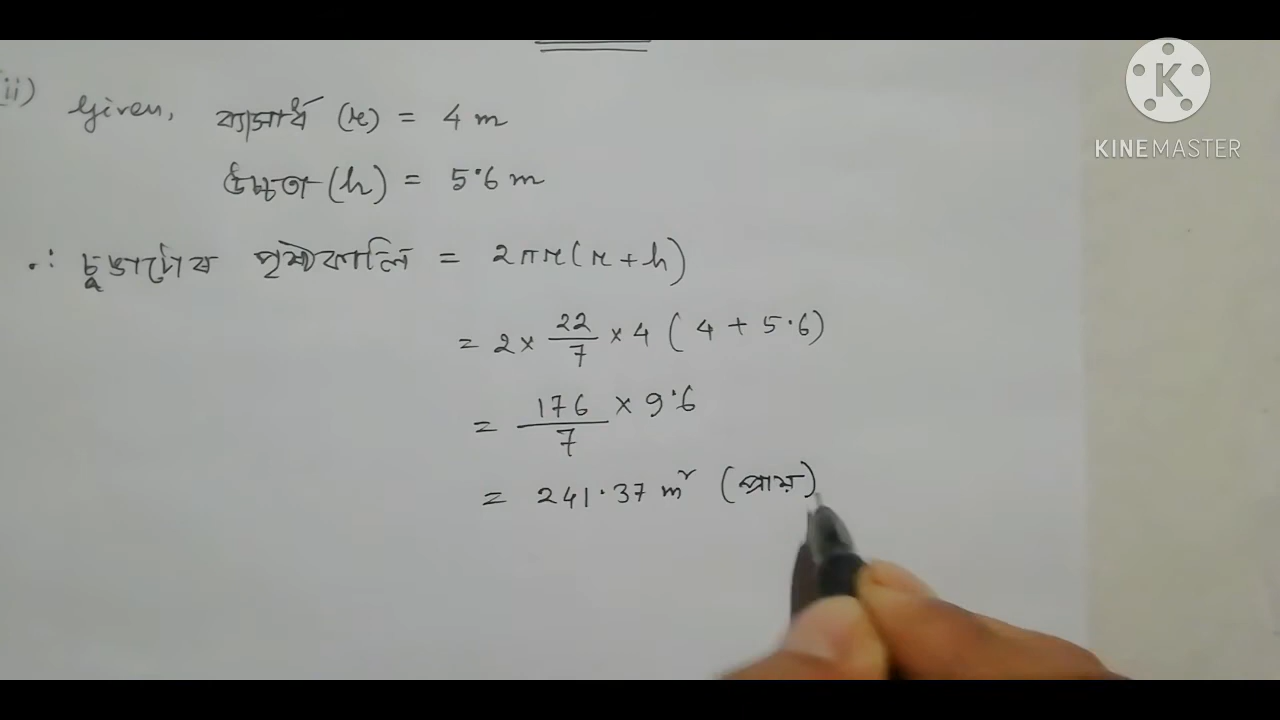 (ii) Given, ব্যাসাৰ্ধ (r) = 4 m
উচ্চতা (h) = 5·6 m
∴ চুঙাটোৰ পৃষ্ঠকালি = 2πr(r+h)
= 2 × 22/7 × 4 (4 + 5·6)
= 176/7 × 9·6
= 241·37 m² (প্ৰায়)
KINEMASTER